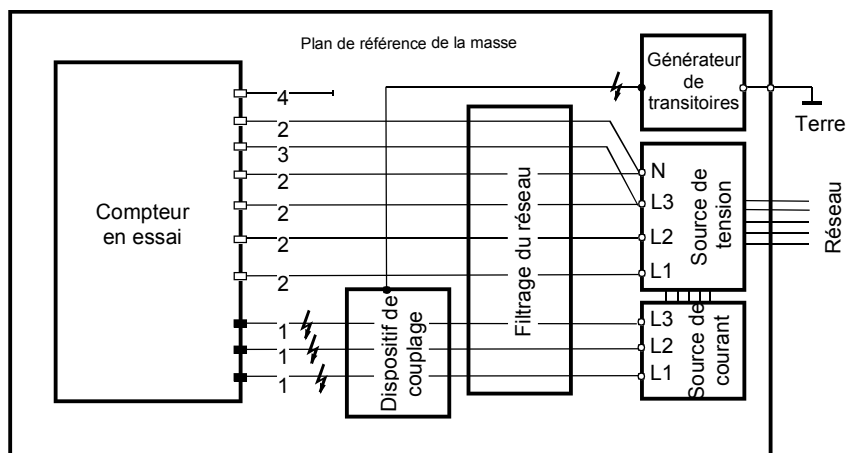 Plan de référence de la masse
Générateur
de
transitoires
Terre
Compteur
en essai
4
2
3
2
2
2
2
1
1
1
Dispositif de
couplage
Filtrage du réseau
N
L3
L2
L1
Source de
tension
Réseau
L3
L2
L1
Source de
courant